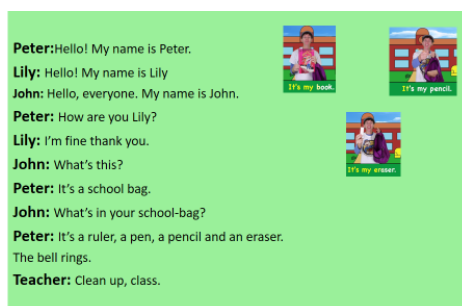 Peter:Hello! My name is Peter.
Lily: Hello! My name is Lily
John: Hello, everyone. My name is John.
Peter: How are you Lily?
Lily: I'm fine thank you.
John: What's this?
Peter: It's a school bag.
John: What's in your school-bag?
Peter: It's a ruler, a pen, a pencil and an eraser.
The bell rings.
Teacher: Clean up, class.
It's my book.
It's my pencil.
It's my eraser.